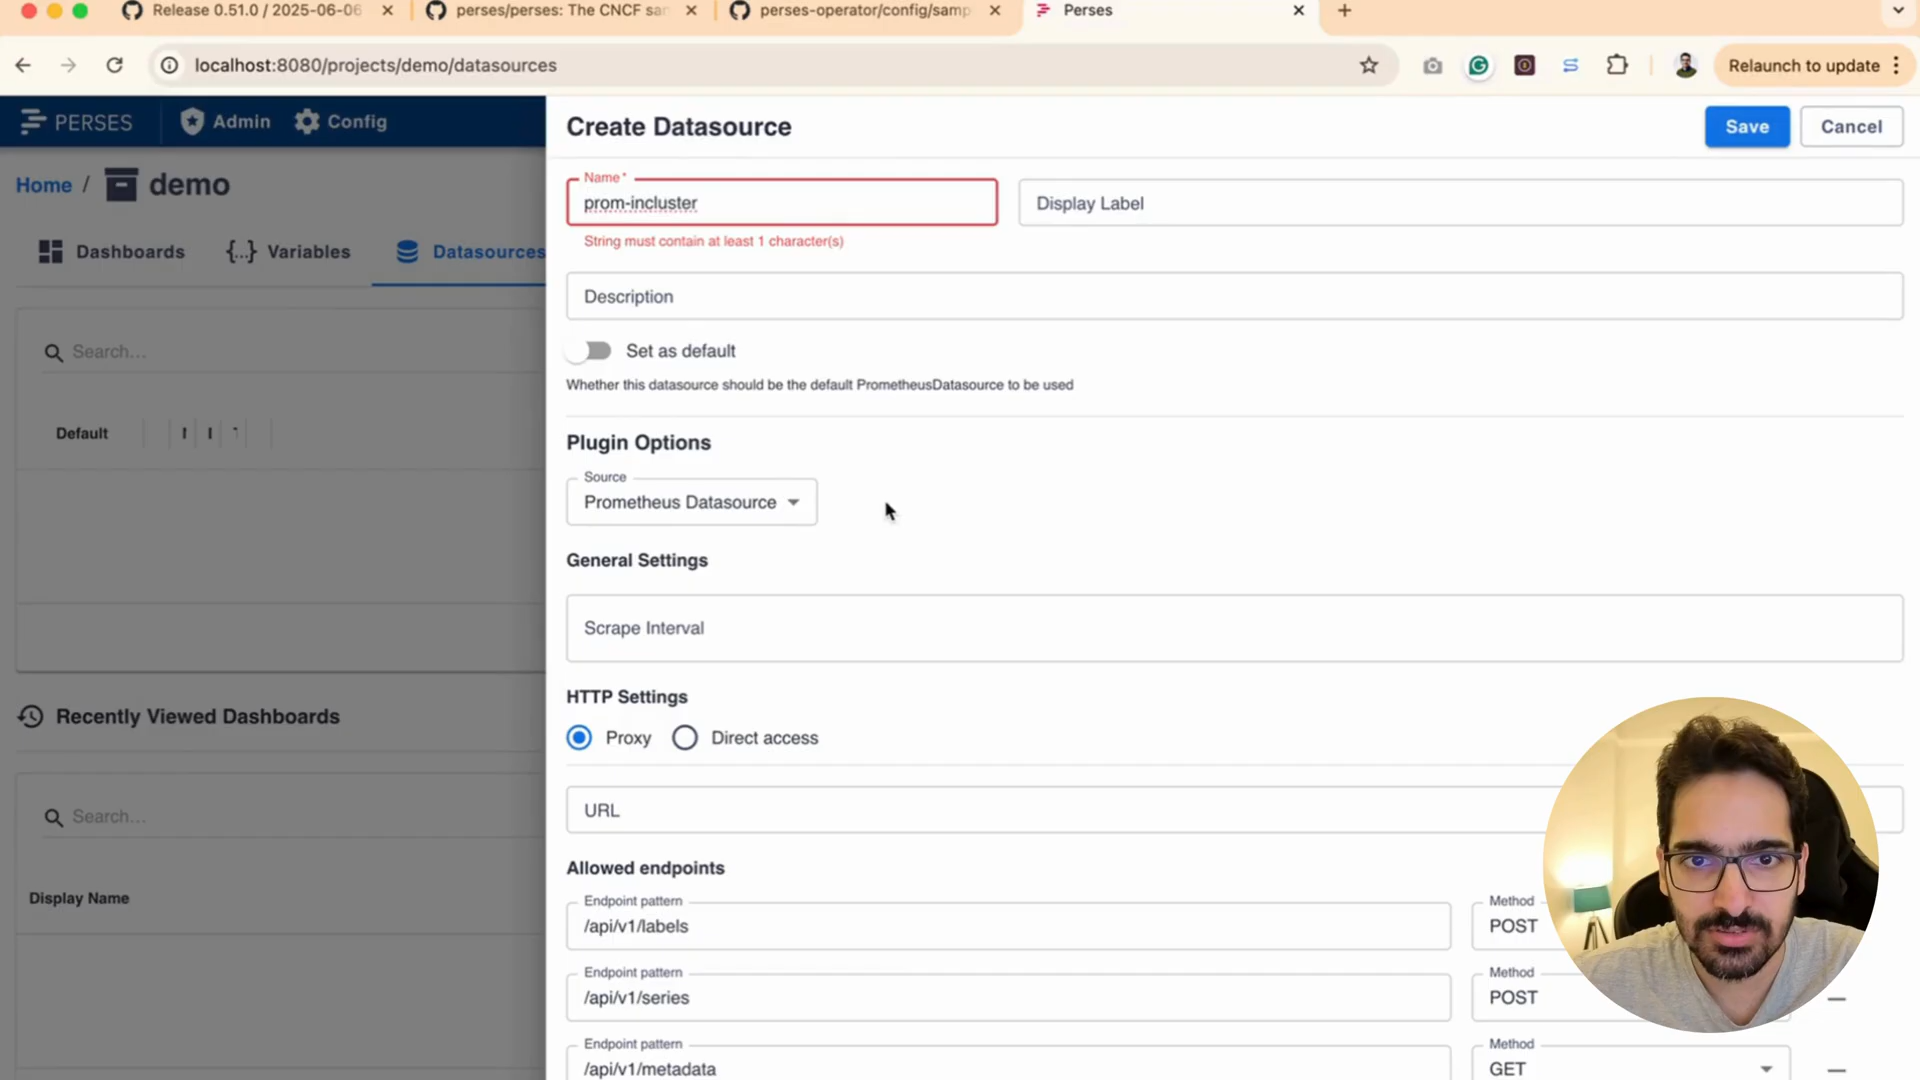 Release 0.51.0 / 2025-06-06
perses/perses: The CNCF san
perses-operator/config/samp
Perses
localhost:8080/projects/demo/datasources
Relaunch to update
PERSES
Admin
Config
Home / demo
Dashboards
{...} Variables
Datasources
Search...
Default
Recently Viewed Dashboards
Search...
Display Name
Create Datasource
Save
Cancel
Name*
prom-incluster
Display Label
String must contain at least 1 character(s)
Description
Set as default
Whether this datasource should be the default PrometheusDatasource to be used
Plugin Options
Source
Prometheus Datasource
General Settings
Scrape Interval
HTTP Settings
Proxy
Direct access
URL
Allowed endpoints
Endpoint pattern
/api/v1/labels
Method
POST
Endpoint pattern
/api/v1/series
Method
POST
Endpoint pattern
/api/v1/metadata
Method
GET